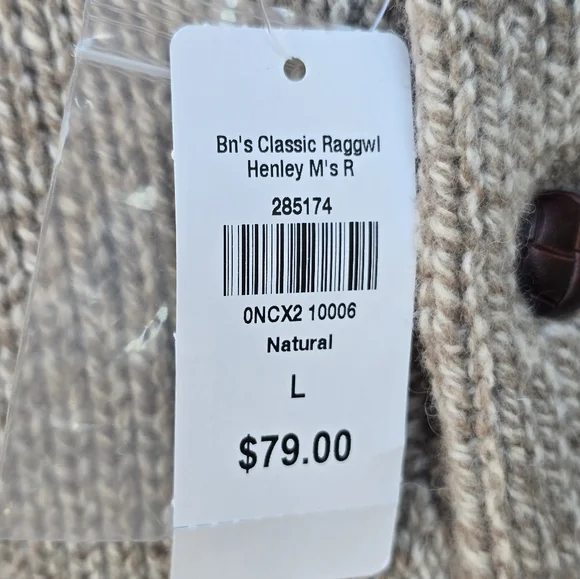 Bn's Classic Raggwl
Henley M's R
285174
0NCX2 10006
Natural
L
$79.00